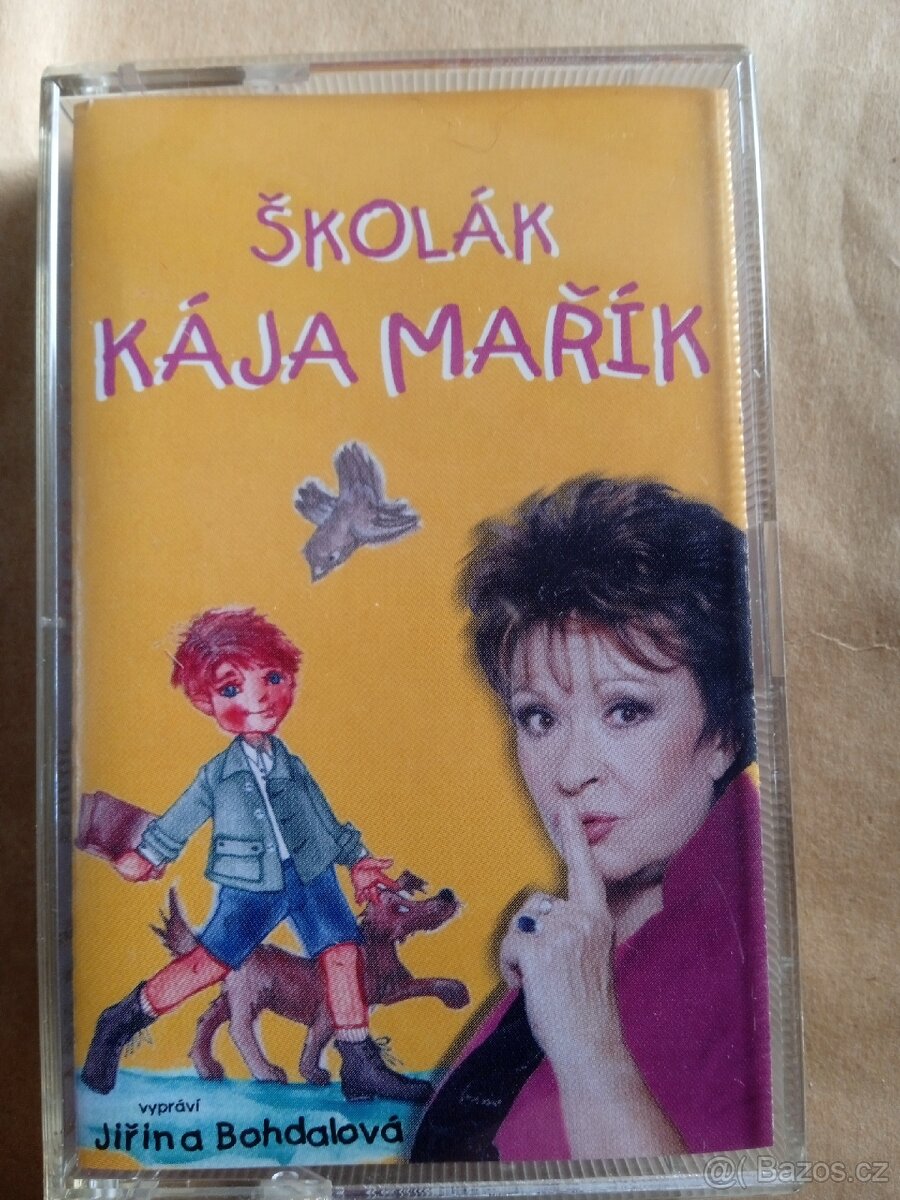 ŠKOLÁK
KÁJA MAŘÍK
vypráví
Jiřina Bohdalová
@( Bazos.cz